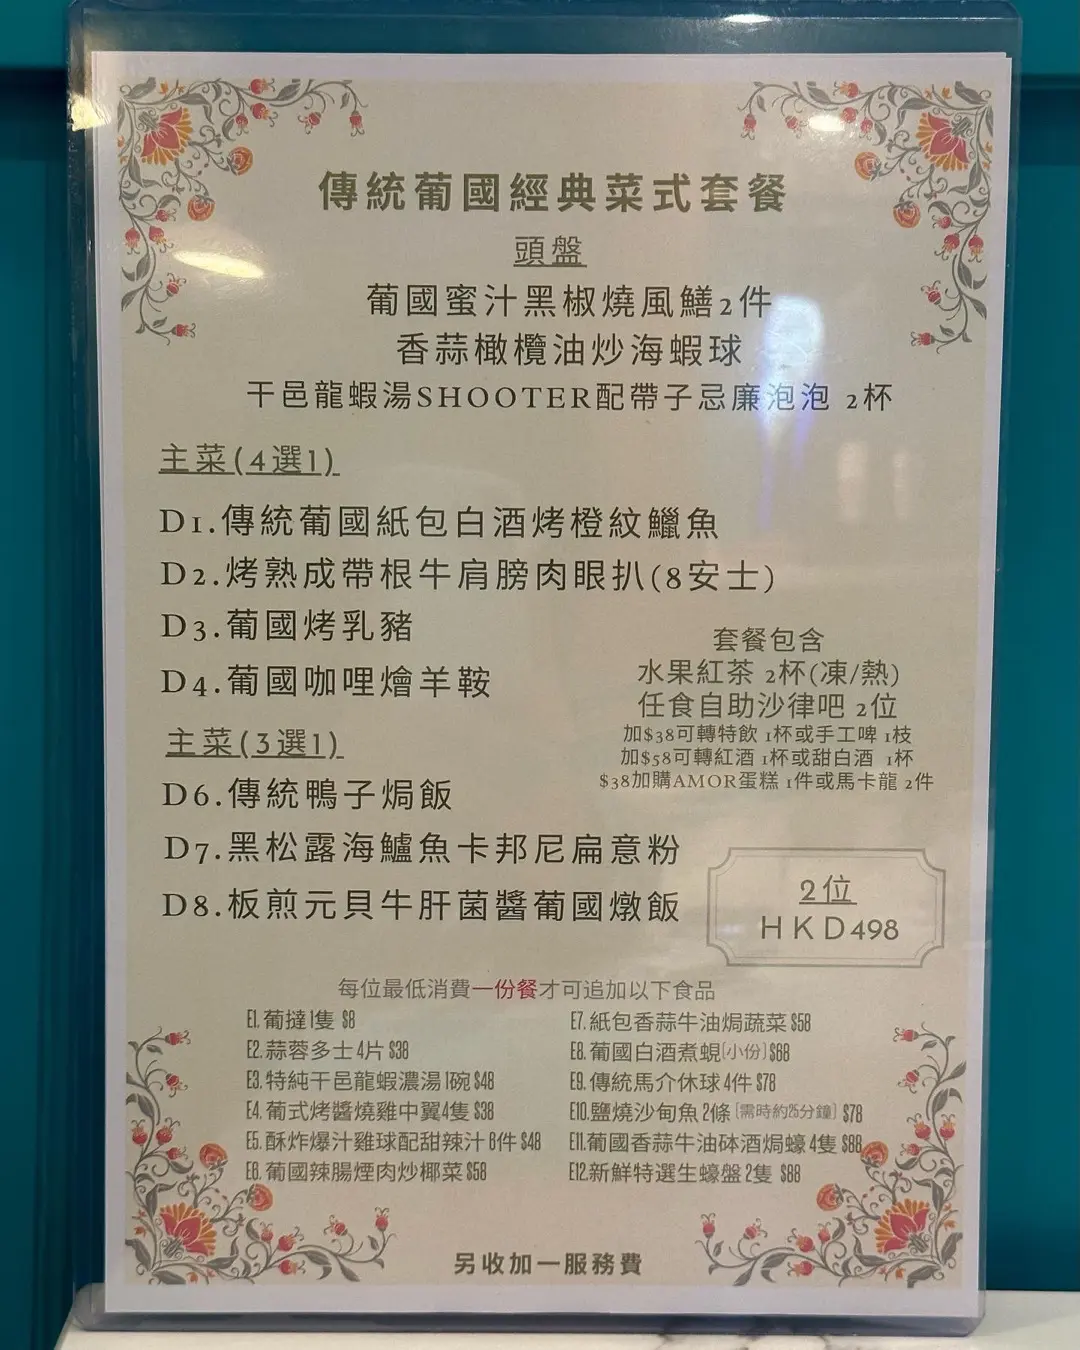 傳統葡國經典菜式套餐
頭盤
葡國蜜汁黑椒燒風鱔2件
香蒜橄欖油炒海蝦球
干邑龍蝦湯SHOOTER配帶子忌廉泡泡 2杯
主菜(4選1)
D1.傳統葡國紙包白酒烤橙紋鱲魚
D2.烤熟成帶根牛肩膀肉眼扒(8安士)
D3.葡國烤乳豬
D4.葡國咖哩燴羊鞍
套餐包含
水果紅茶 2杯(凍/熱)
任食自助沙律吧 2位
加$38可轉特飲 1杯或手工啤 1枝
加$58可轉紅酒 1杯或甜白酒 1杯
$38加購AMOR蛋糕 1件或馬卡龍 2件
主菜(3選1)
D6.傳統鴨子焗飯
D7.黑松露海鱸魚卡邦尼扁意粉
D8.板煎元貝牛肝菌醬葡國燉飯
2位
HKD498
每位最低消費一份餐才可追加以下食品
E1.葡撻1隻 $8
E2.蒜蓉多士4片 $38
E3.特純干邑龍蝦濃湯1碗 $48
E4.葡式烤醬燒雞中翼4隻 $38
E5.酥炸爆汁雞球配甜辣汁6件 $48
E6.葡國辣腸煙肉炒椰菜 $58
E7.紙包香蒜牛油焗蔬菜 $58
E8.葡國白酒煮蜆(小份) $68
E9.傳統馬介休球4件 $78
E10.鹽燒沙甸魚2條 (需時約25分鐘) $78
E11.葡國香蒜牛油砵酒焗蠔4隻 $88
E12.新鮮特選生蠔盤2隻 $88
另收加一服務費